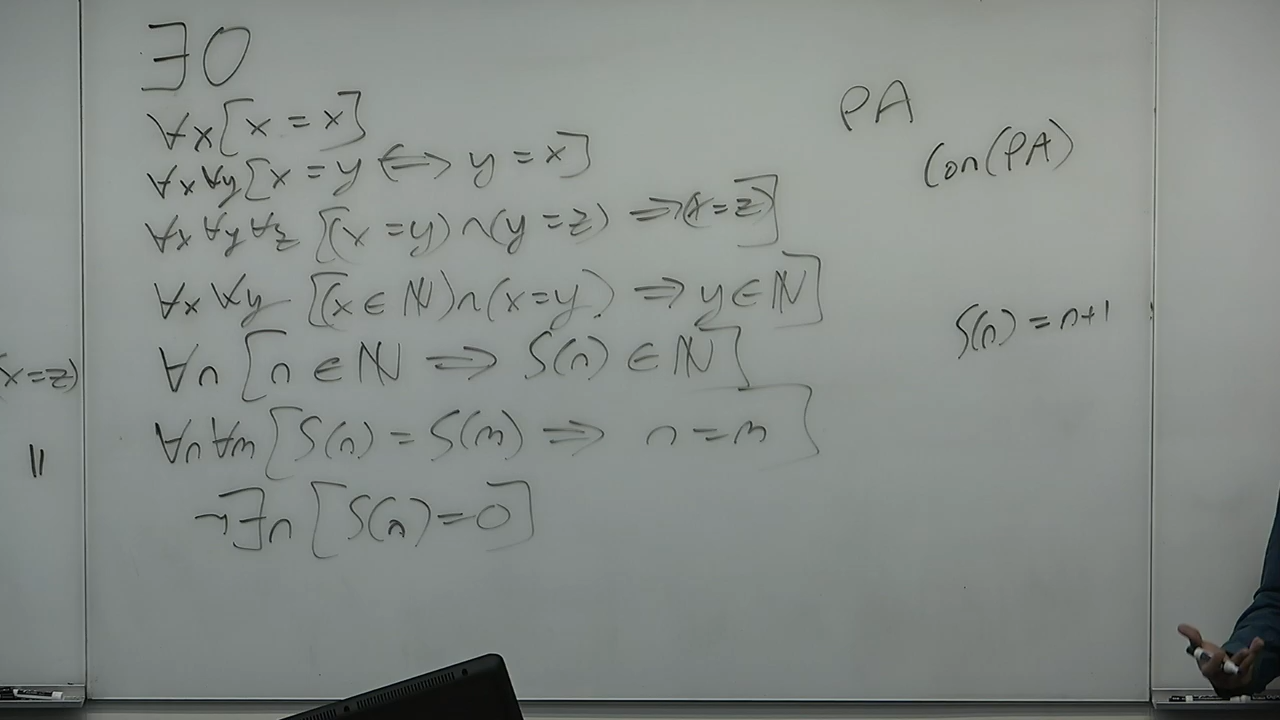 ∃0
∀x[x = x]
∀x∀y[x = y ⟺ y = x]
∀x∀y∀z[(x = y)∧(y = z) ⟹ (x = z)]
∀x∀y[(x ∈ ℕ)∧(x = y) ⟹ y ∈ ℕ]
∀n[n ∈ ℕ ⟹ S(n) ∈ ℕ]
∀n∀m[S(n) = S(m) ⟹ n = m]
¬∃n[S(n) = 0]
PA
Con(PA)
S(n) = n+1
x = z)
||